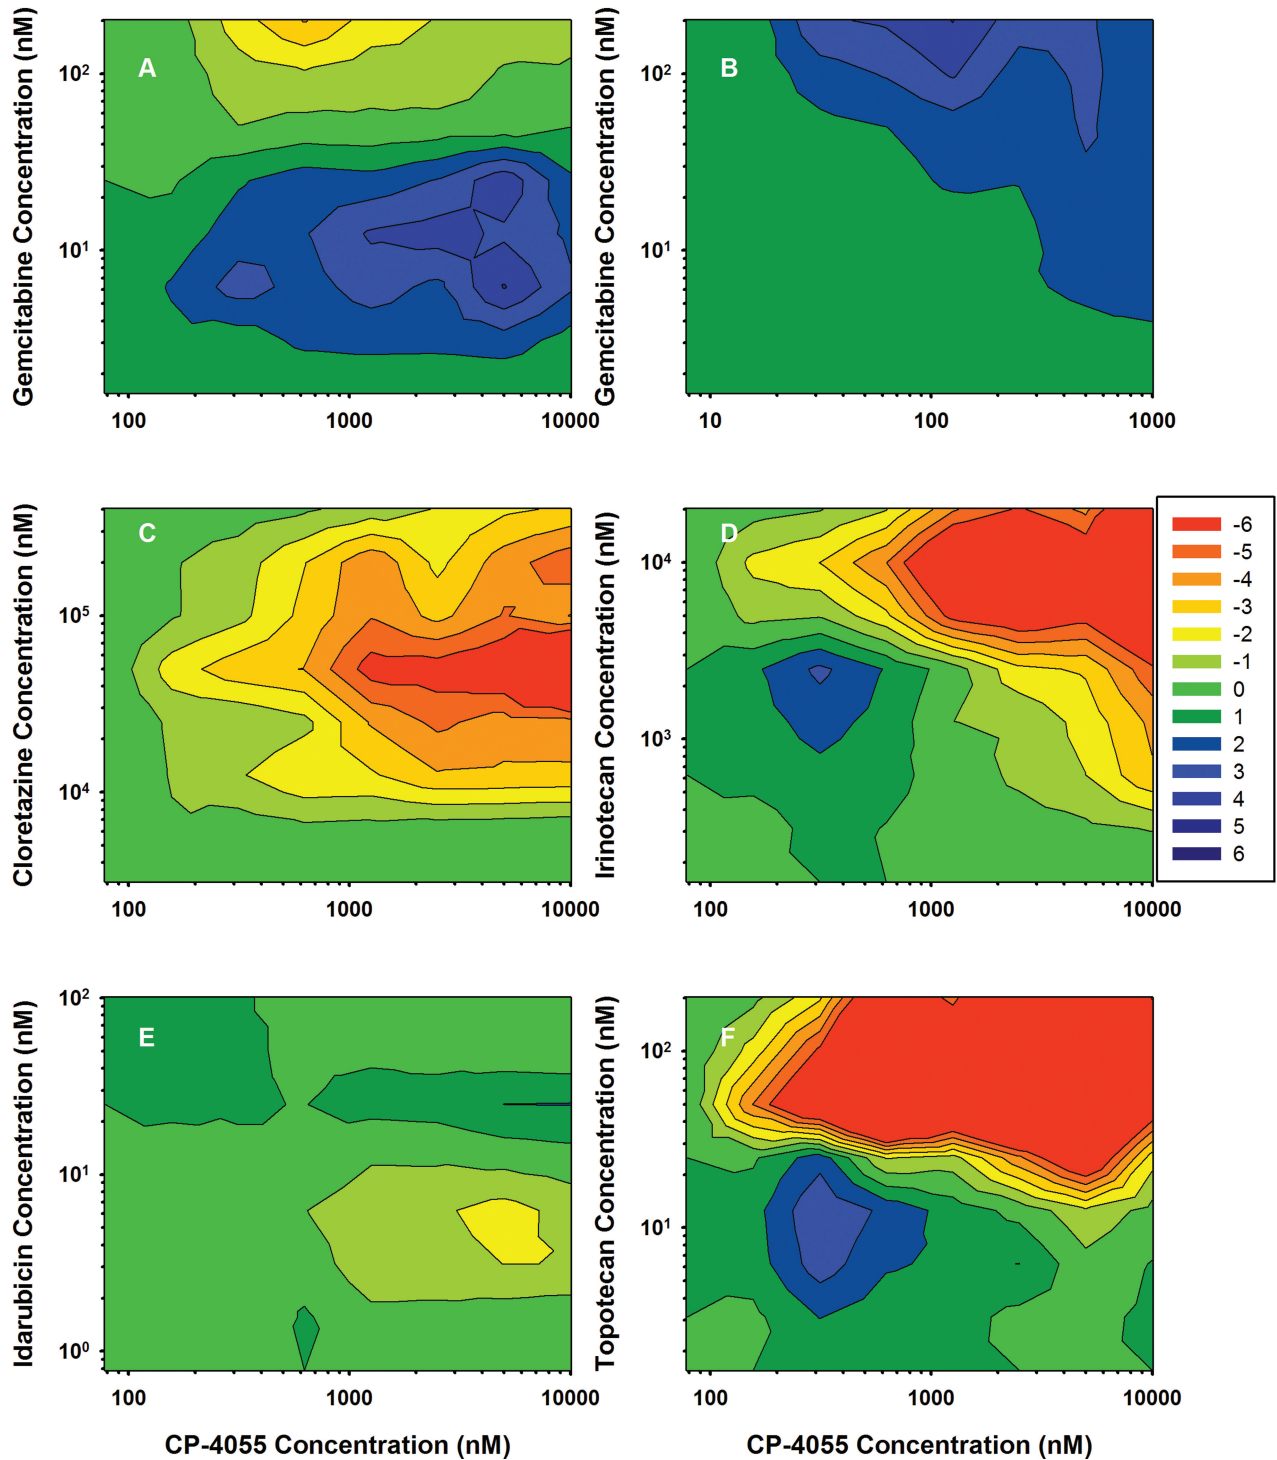 Gemcitabine Concentration (nM)
10²
10¹
A
100 1000 10000
Gemcitabine Concentration (nM)
10²
10¹
B
10 100 1000
Cloretazine Concentration (nM)
10⁵
10⁴
C
100 1000 10000
Irinotecan Concentration (nM)
10⁴
10³
D
100 1000 10000
-6
-5
-4
-3
-2
-1
0
1
2
3
4
5
6
Idarubicin Concentration (nM)
10²
10¹
10⁰
E
100 1000 10000
CP-4055 Concentration (nM)
Topotecan Concentration (nM)
10²
10¹
F
100 1000 10000
CP-4055 Concentration (nM)